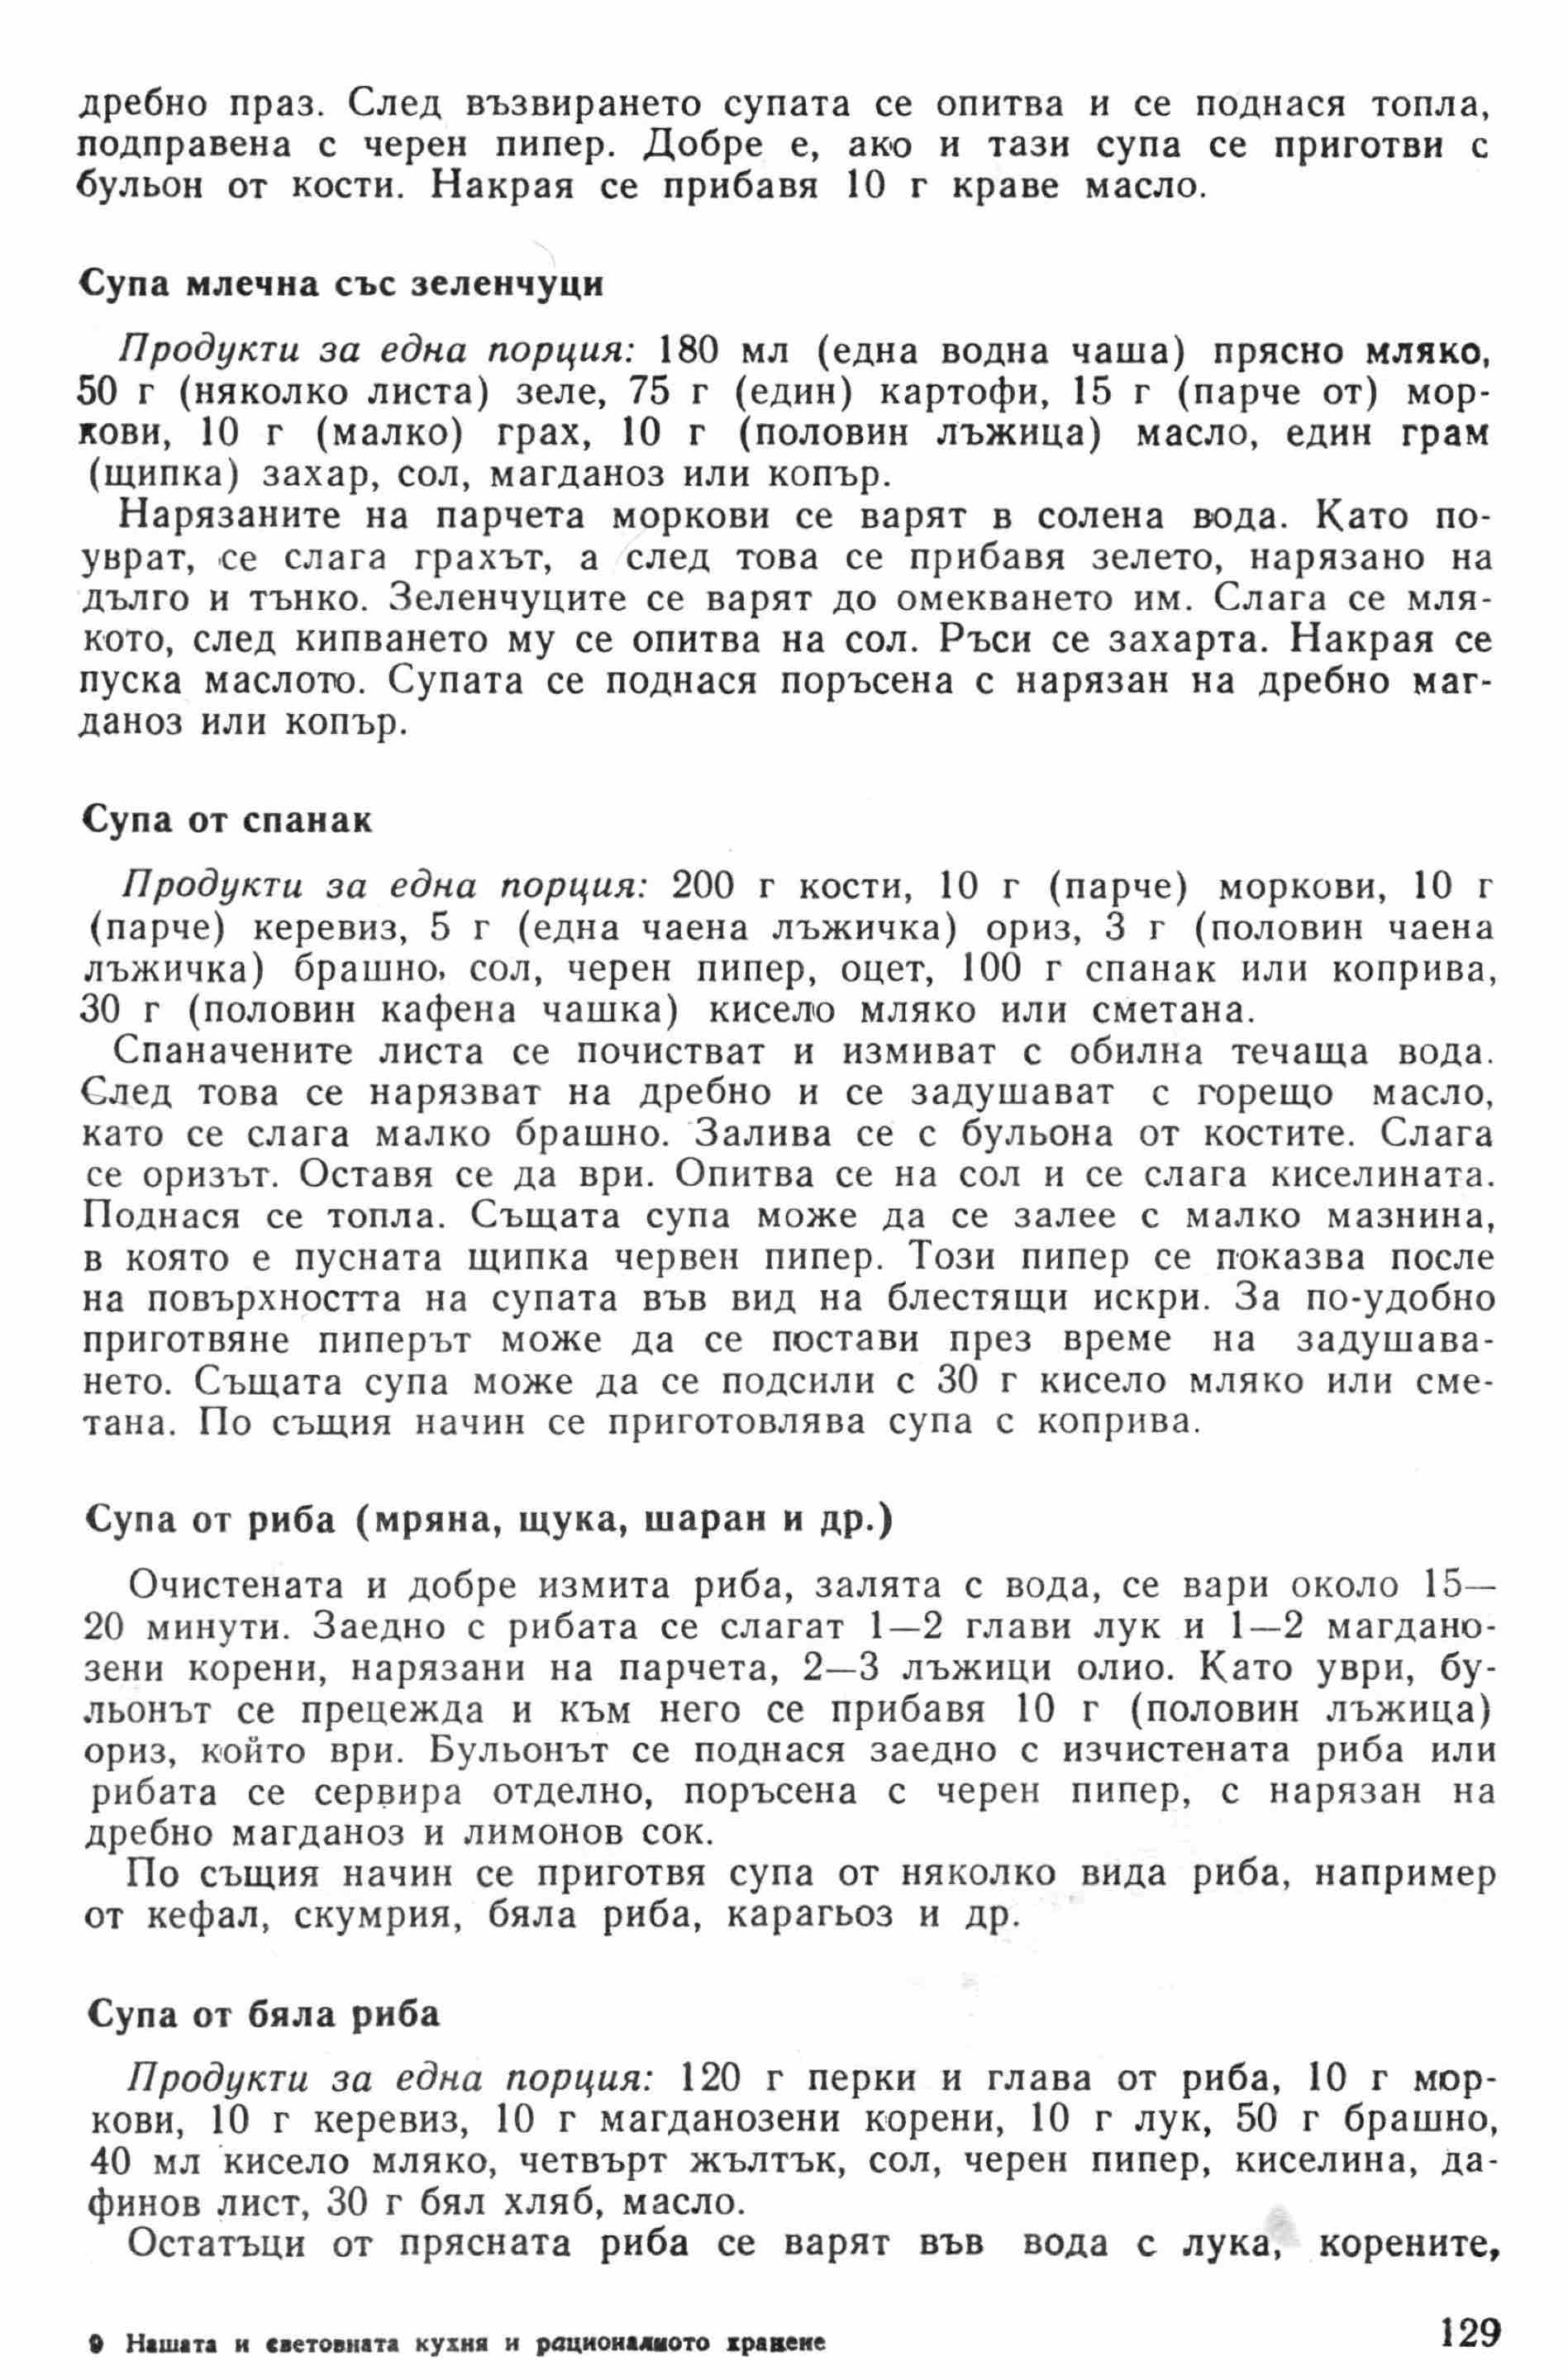 дребно праз. След възвирането супата се опитва и се поднася топла,
подправена с черен пипер. Добре е, ако и тази супа се приготви с
бульон от кости. Накрая се прибавя 10 г краве масло.
Супа млечна със зеленчуци
Продукти за една порция: 180 мл (една водна чаша) прясно мляко,
50 г (няколко листа) зеле, 75 г (един) картофи, 15 г (парче от) мор-
кови, 10 г (малко) грах, 10 г (половин лъжица) масло, един грам
(щипка) захар, сол, магданоз или копър.
Нарязаните на парчета моркови се варят в солена вода. Като по-
уврат, се слага грахът, а след това се прибавя зелето, нарязано на
дълго и тънко. Зеленчуците се варят до омекването им. Слага се мля-
кото, след кипването му се опитва на сол. Ръси се захарта. Накрая се
пуска маслото. Супата се поднася поръсена с нарязан на дребно маг-
даноз или копър.
Супа от спанак
Продукти за една порция: 200 г кости, 10 г (парче) моркови, 10 г
(парче) керевиз, 5 г (една чаена лъжичка) ориз, 3 г (половин чаена
лъжичка) брашно, сол, черен пипер, оцет, 100 г спанак или коприва,
30 г (половин кафена чашка) кисело мляко или сметана.
Спаначените листа се почистват и измиват с обилна течаща вода.
След това се нарязват на дребно и се задушават с горещо масло,
като се слага малко брашно. Залива се с бульона от костите. Слага
се оризът. Оставя се да ври. Опитва се на сол и се слага киселината.
Поднася се топла. Същата супа може да се залее с малко мазнина,
в която е пусната щипка червен пипер. Този пипер се показва после
на повърхността на супата във вид на блестящи искри. За по-удобно
приготвяне пиперът може да се постави през време на задушава-
нето. Същата супа може да се подсили с 30 г кисело мляко или сме-
тана. По същия начин се приготовлява супа с коприва.
Супа от риба (мряна, щука, шаран и др.)
Очистената и добре измита риба, залята с вода, се вари около 15—
20 минути. Заедно с рибата се слагат 1—2 глави лук и 1—2 магдано-
зени корени, нарязани на парчета, 2—3 лъжици олио. Като уври, бу-
льонът се прецежда и към него се прибавя 10 г (половин лъжица)
ориз, който ври. Бульонът се поднася заедно с изчистената риба или
рибата се сервира отделно, поръсена с черен пипер, с нарязан на
дребно магданоз и лимонов сок.
По същия начин се приготвя супа от няколко вида риба, например
от кефал, скумрия, бяла риба, карагьоз и др.
Супа от бяла риба
Продукти за една порция: 120 г перки и глава от риба, 10 г мор-
кови, 10 г керевиз, 10 г магданозени корени, 10 г лук, 50 г брашно,
40 мл кисело мляко, четвърт жълтък, сол, черен пипер, киселина, да-
финов лист, 30 г бял хляб, масло.
Остатъци от прясната риба се варят във вода с лука, корените,
9 Нашата и световната кухня и рационалното хранене
129